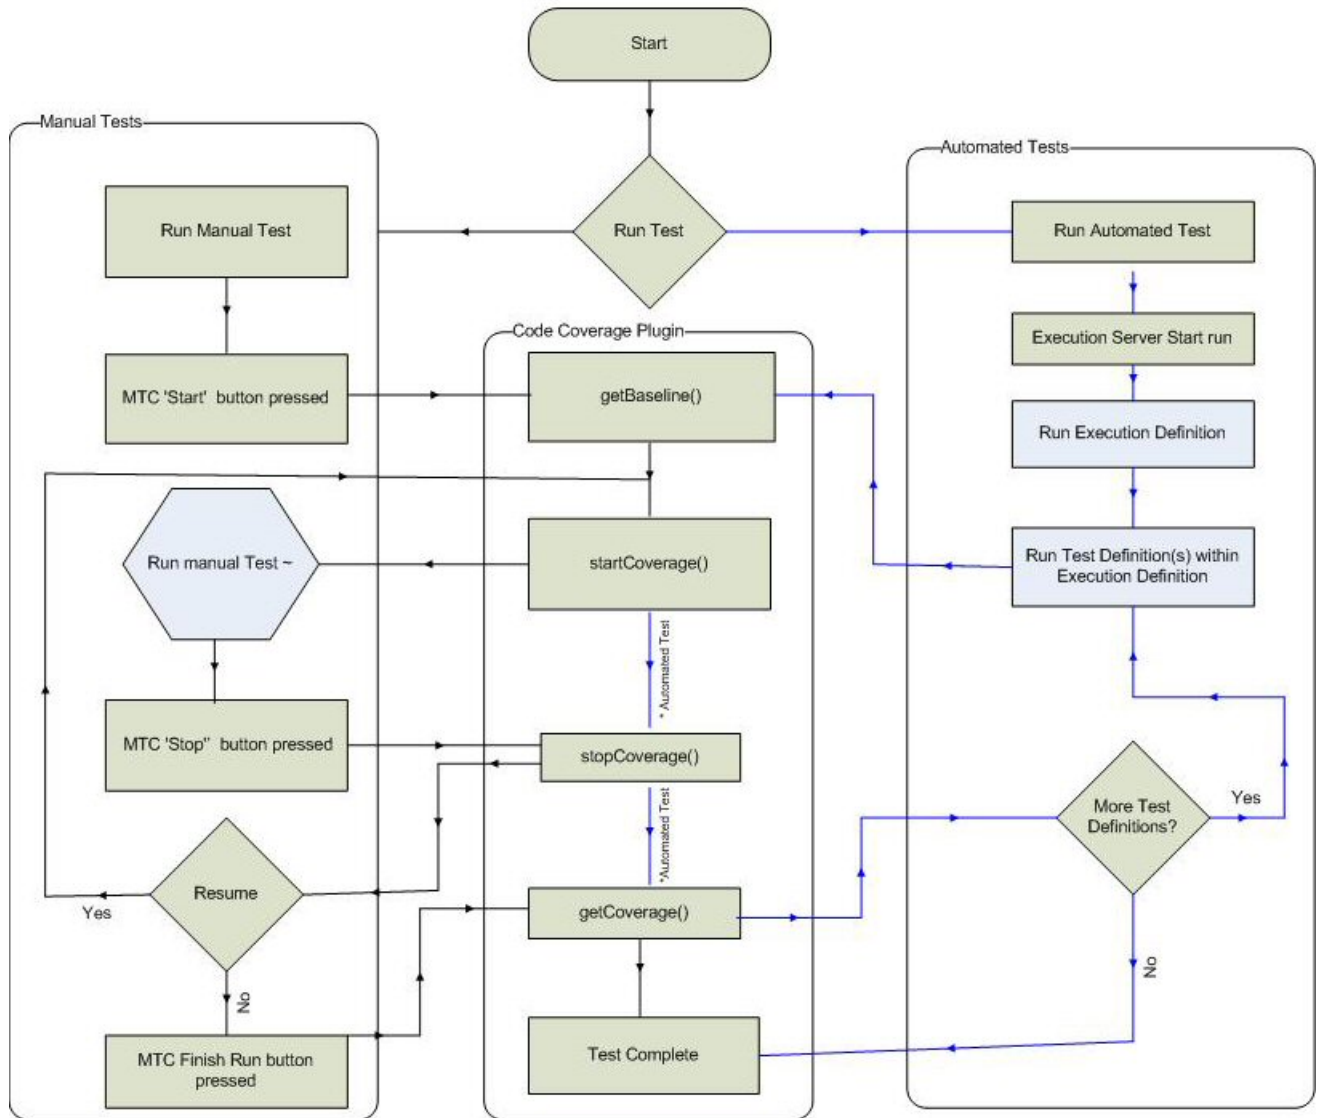 Start
Manual Tests
Run Manual Test
MTC 'Start'  button pressed
Run manual Test ~
MTC 'Stop''  button pressed
Resume
Yes
No
MTC Finish Run button
pressed
Run Test
Code Coverage Plugin
getBaseline()
startCoverage()
* Automated Test
stopCoverage()
*Automated Test
getCoverage()
Test Complete
Automated Tests
Run Automated Test
Execution Server Start run
Run Execution Definition
Run Test Definition(s) within
Execution Definition
More Test
Definitions?
Yes
No